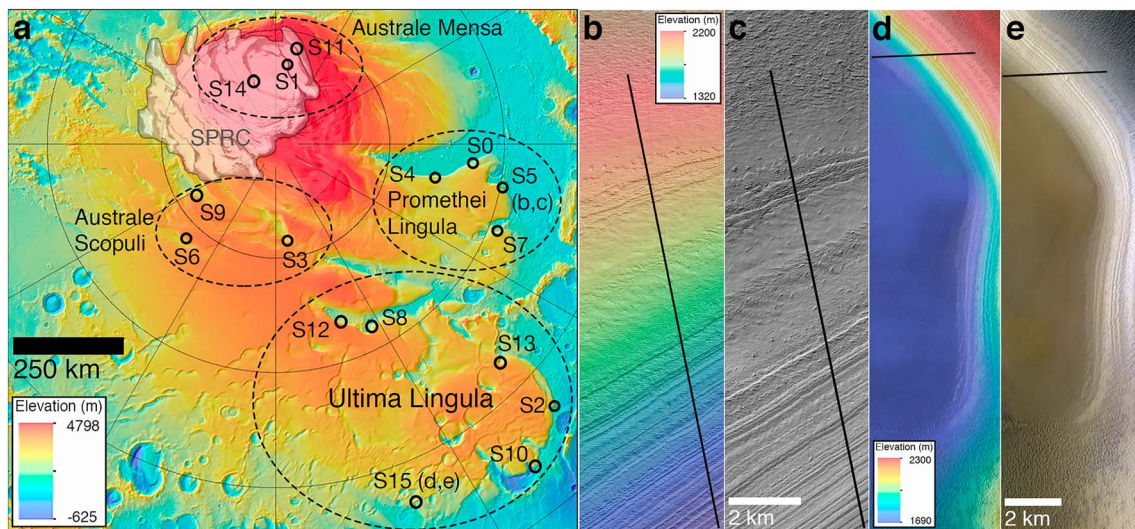 a
Australe Mensa
S11
S1
S14
SPRC
S0
S4
S5
(b,c)
Promethei
Lingula
S7
S9
Australe
Scopuli
S6
S3
S12
S8
S13
Ultima Lingula
S2
S10
S15 (d,e)
250 km
Elevation (m)
4798
-625
b
Elevation (m)
2200
1320
c
2 km
d
Elevation (m)
2300
1690
e
2 km